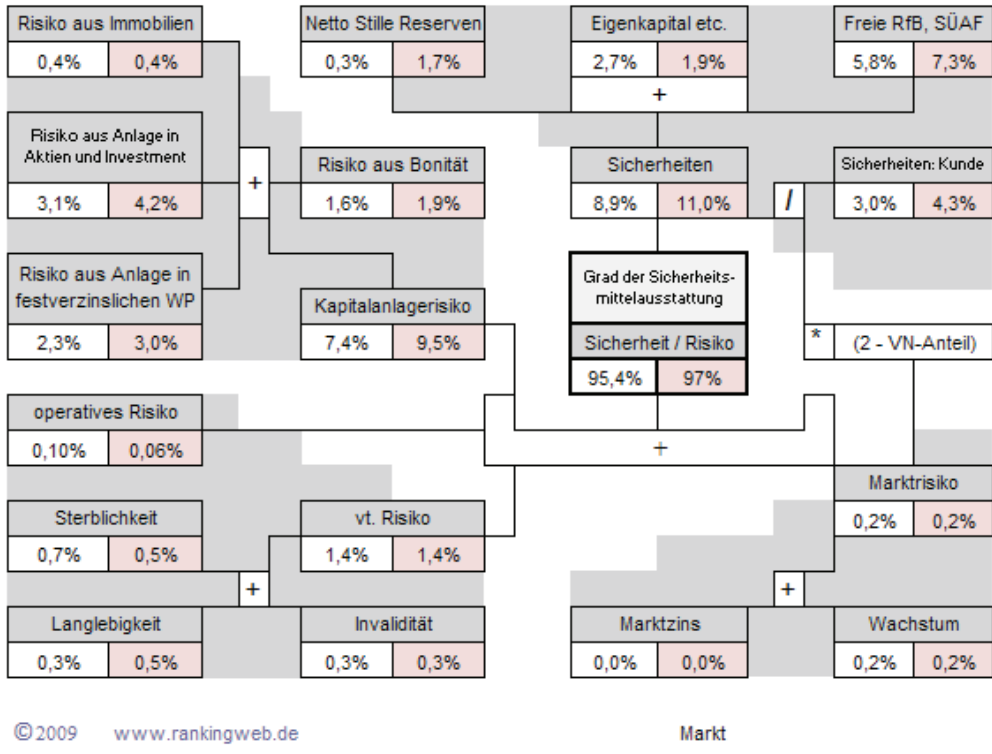 Risiko aus Immobilien
0,4% 0,4%
Netto Stille Reserven
0,3% 1,7%
Eigenkapital etc.
2,7% 1,9%
Freie RfB, SÜAF
5,8% 7,3%
+
Risiko aus Anlage in
Aktien und Investment
3,1% 4,2%
+
Risiko aus Bonität
1,6% 1,9%
Sicherheiten
8,9% 11,0%
/
Sicherheiten: Kunde
3,0% 4,3%
Risiko aus Anlage in
festverzinslichen WP
2,3% 3,0%
Kapitalanlagerisiko
7,4% 9,5%
Grad der Sicherheits-
mittelausstattung
Sicherheit / Risiko
95,4% 97%
* (2 - VN-Anteil)
operatives Risiko
0,10% 0,06%
+
Marktrisiko
0,2% 0,2%
Sterblichkeit
0,7% 0,5%
vt. Risiko
1,4% 1,4%
+
+
Langlebigkeit
0,3% 0,5%
Invalidität
0,3% 0,3%
Marktzins
0,0% 0,0%
Wachstum
0,2% 0,2%
©2009 www.rankingweb.de
Markt